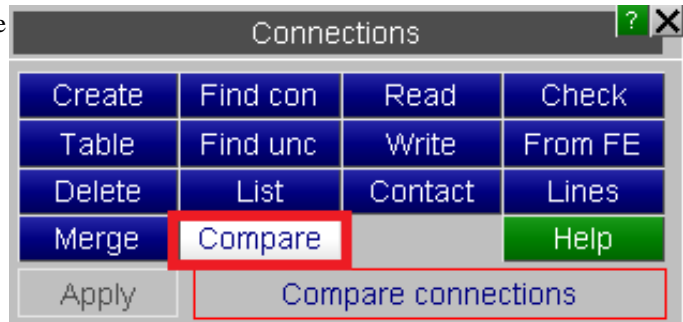 e
Connections ? X
Create Find con Read Check
Table Find unc Write From FE
Delete List Contact Lines
Merge Compare Help
Apply Compare connections